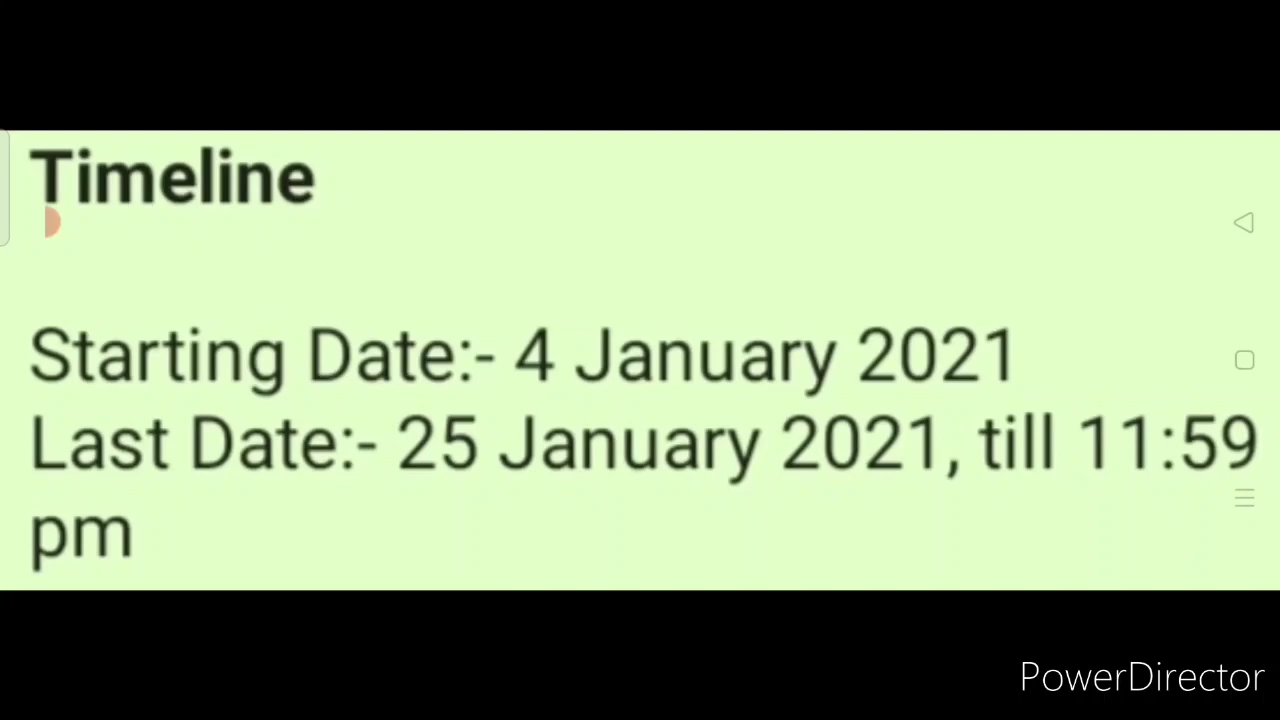 Timeline
Starting Date:- 4 January 2021
Last Date:- 25 January 2021, till 11:59
pm
PowerDirector